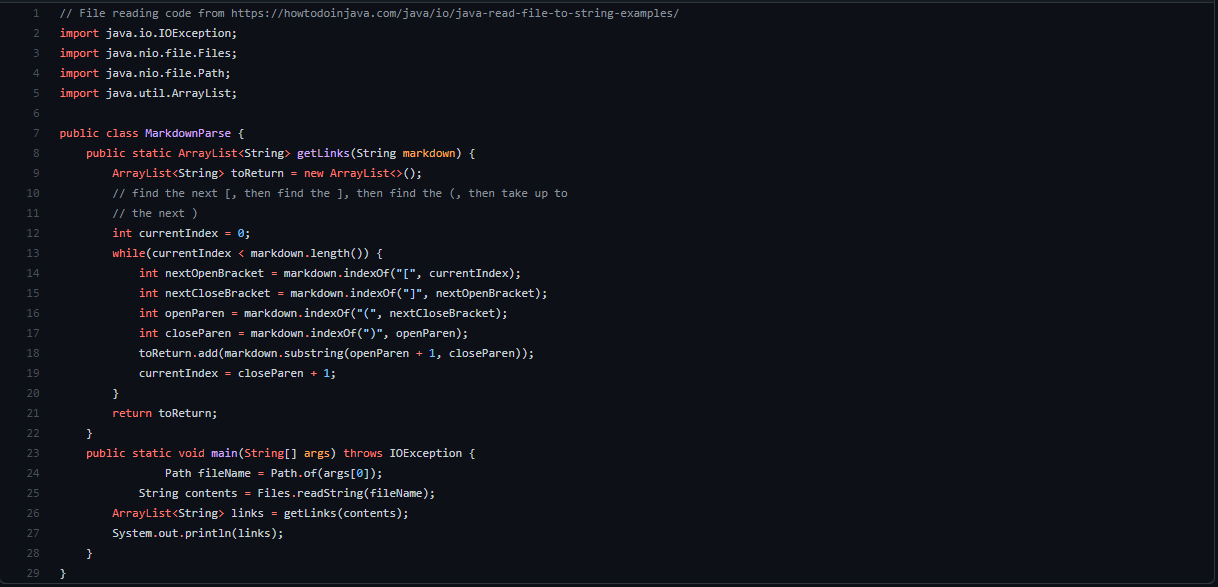 1 // File reading code from https://howtodoinjava.com/java/io/java-read-file-to-string-examples/
2 import java.io.IOException;
3 import java.nio.file.Files;
4 import java.nio.file.Path;
5 import java.util.ArrayList;
6
7 public class MarkdownParse {
8     public static ArrayList<String> getLinks(String markdown) {
9         ArrayList<String> toReturn = new ArrayList<>();
10         // find the next [, then find the ], then find the (, then take up to
11         // the next )
12         int currentIndex = 0;
13         while(currentIndex < markdown.length()) {
14             int nextOpenBracket = markdown.indexOf("[", currentIndex);
15             int nextCloseBracket = markdown.indexOf("]", nextOpenBracket);
16             int openParen = markdown.indexOf("(", nextCloseBracket);
17             int closeParen = markdown.indexOf(")", openParen);
18             toReturn.add(markdown.substring(openParen + 1, closeParen));
19             currentIndex = closeParen + 1;
20         }
21         return toReturn;
22     }
23     public static void main(String[] args) throws IOException {
24                 Path fileName = Path.of(args[0]);
25             String contents = Files.readString(fileName);
26         ArrayList<String> links = getLinks(contents);
27         System.out.println(links);
28     }
29 }